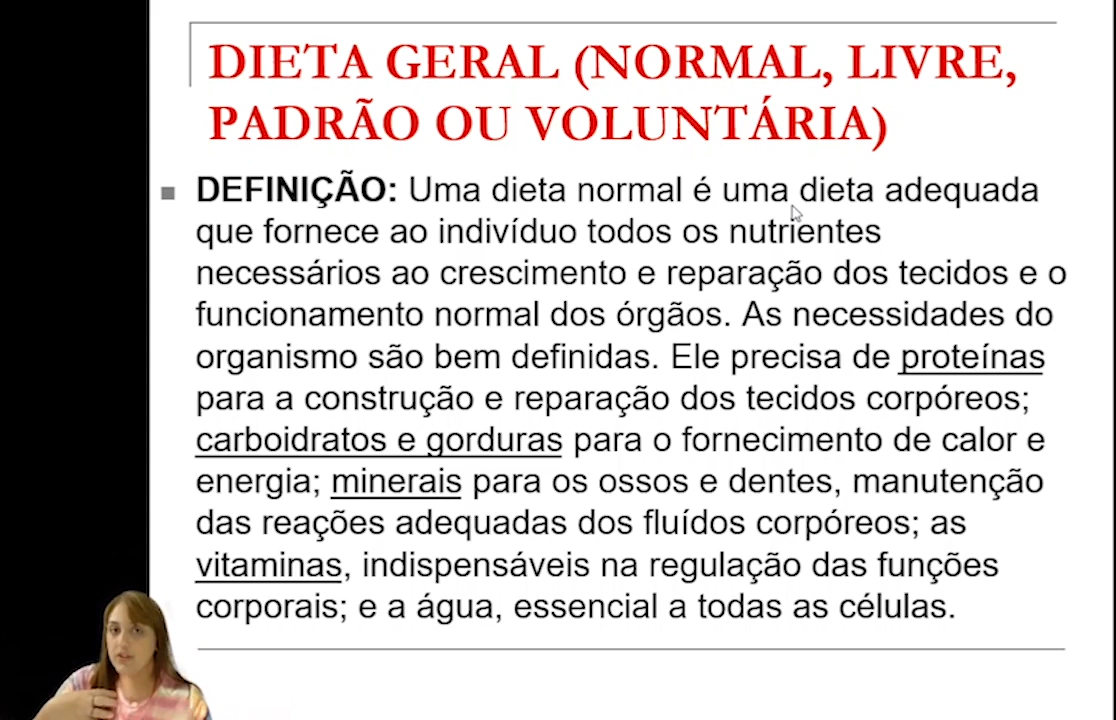 DIETA GERAL (NORMAL, LIVRE,
PADRÃO OU VOLUNTÁRIA)
DEFINIÇÃO: Uma dieta normal é uma dieta adequada
que fornece ao indivíduo todos os nutrientes
necessários ao crescimento e reparação dos tecidos e o
funcionamento normal dos órgãos. As necessidades do
organismo são bem definidas. Ele precisa de proteínas
para a construção e reparação dos tecidos corpóreos;
carboidratos e gorduras para o fornecimento de calor e
energia; minerais para os ossos e dentes, manutenção
das reações adequadas dos fluídos corpóreos; as
vitaminas, indispensáveis na regulação das funções
corporais; e a água, essencial a todas as células.